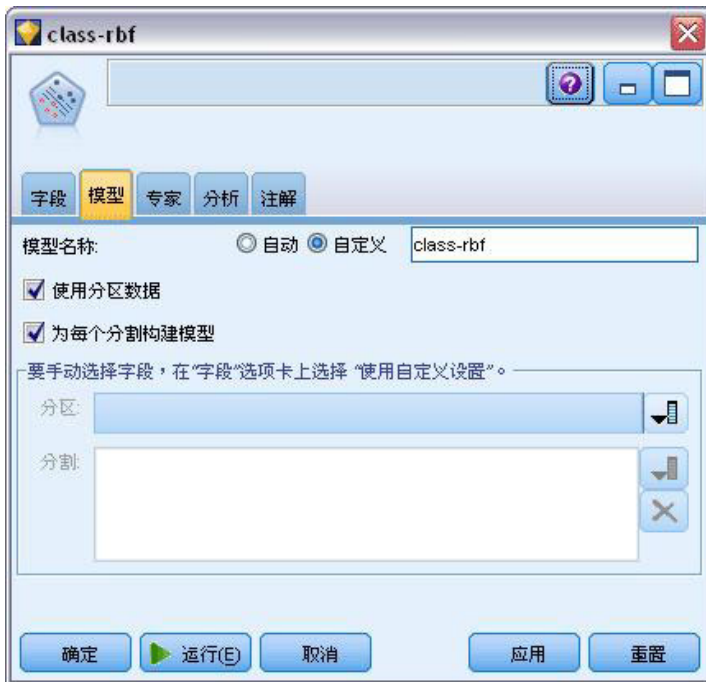 class-rbf
字段 模型 专家 分析 注解
模型名称: 自动 自定义 class-rbf
使用分区数据
为每个分割构建模型
要手动选择字段，在“字段”选项卡上选择 “使用自定义设置”。
分区:
分割:
确定 运行(E) 取消 应用 重置